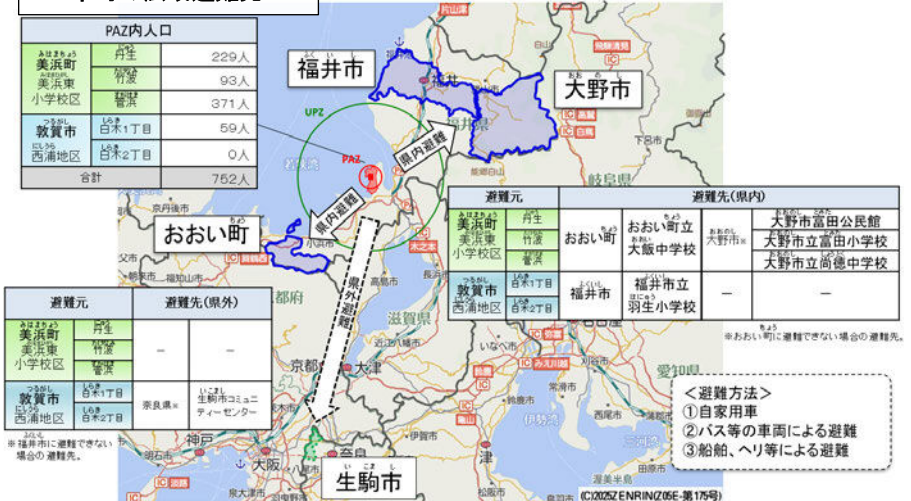 PAZ内人口
美浜町
美浜東
小学校区
丹生
229人
竹波
93人
菅浜
371人
敦賀市
西浦地区
白木1丁目
59人
白木2丁目
0人
合計
752人
福井市
大野市
おおい町
生駒市
UPZ
PAZ
県内避難
県内避難
県外避難
若狭湾
福井
福井県
岐阜県
滋賀県
京都
大津
愛知県
神戸
大阪
奈良
津
伊勢湾
避難元
避難先(県内)
美浜町
美浜東
小学校区
丹生
竹波
菅浜
おおい町
おおい町立
大飯中学校
大野市※
大野市富田公民館
大野市立富田小学校
大野市立尚徳中学校
敦賀市
西浦地区
白木1丁目
白木2丁目
福井市
福井市立
羽生小学校
－
－
※おおい町に避難できない場合の避難先。
避難元
避難先(県外)
美浜町
美浜東
小学校区
丹生
竹波
菅浜
－
－
敦賀市
西浦地区
白木1丁目
白木2丁目
奈良県※
生駒市コミュニ
ティーセンター
※福井市に避難できない
場合の避難先。
＜避難方法＞
①自家用車
②バス等の車両による避難
③船舶、ヘリ等による避難
(C)2025ZENRIN(Z05E-第175号)